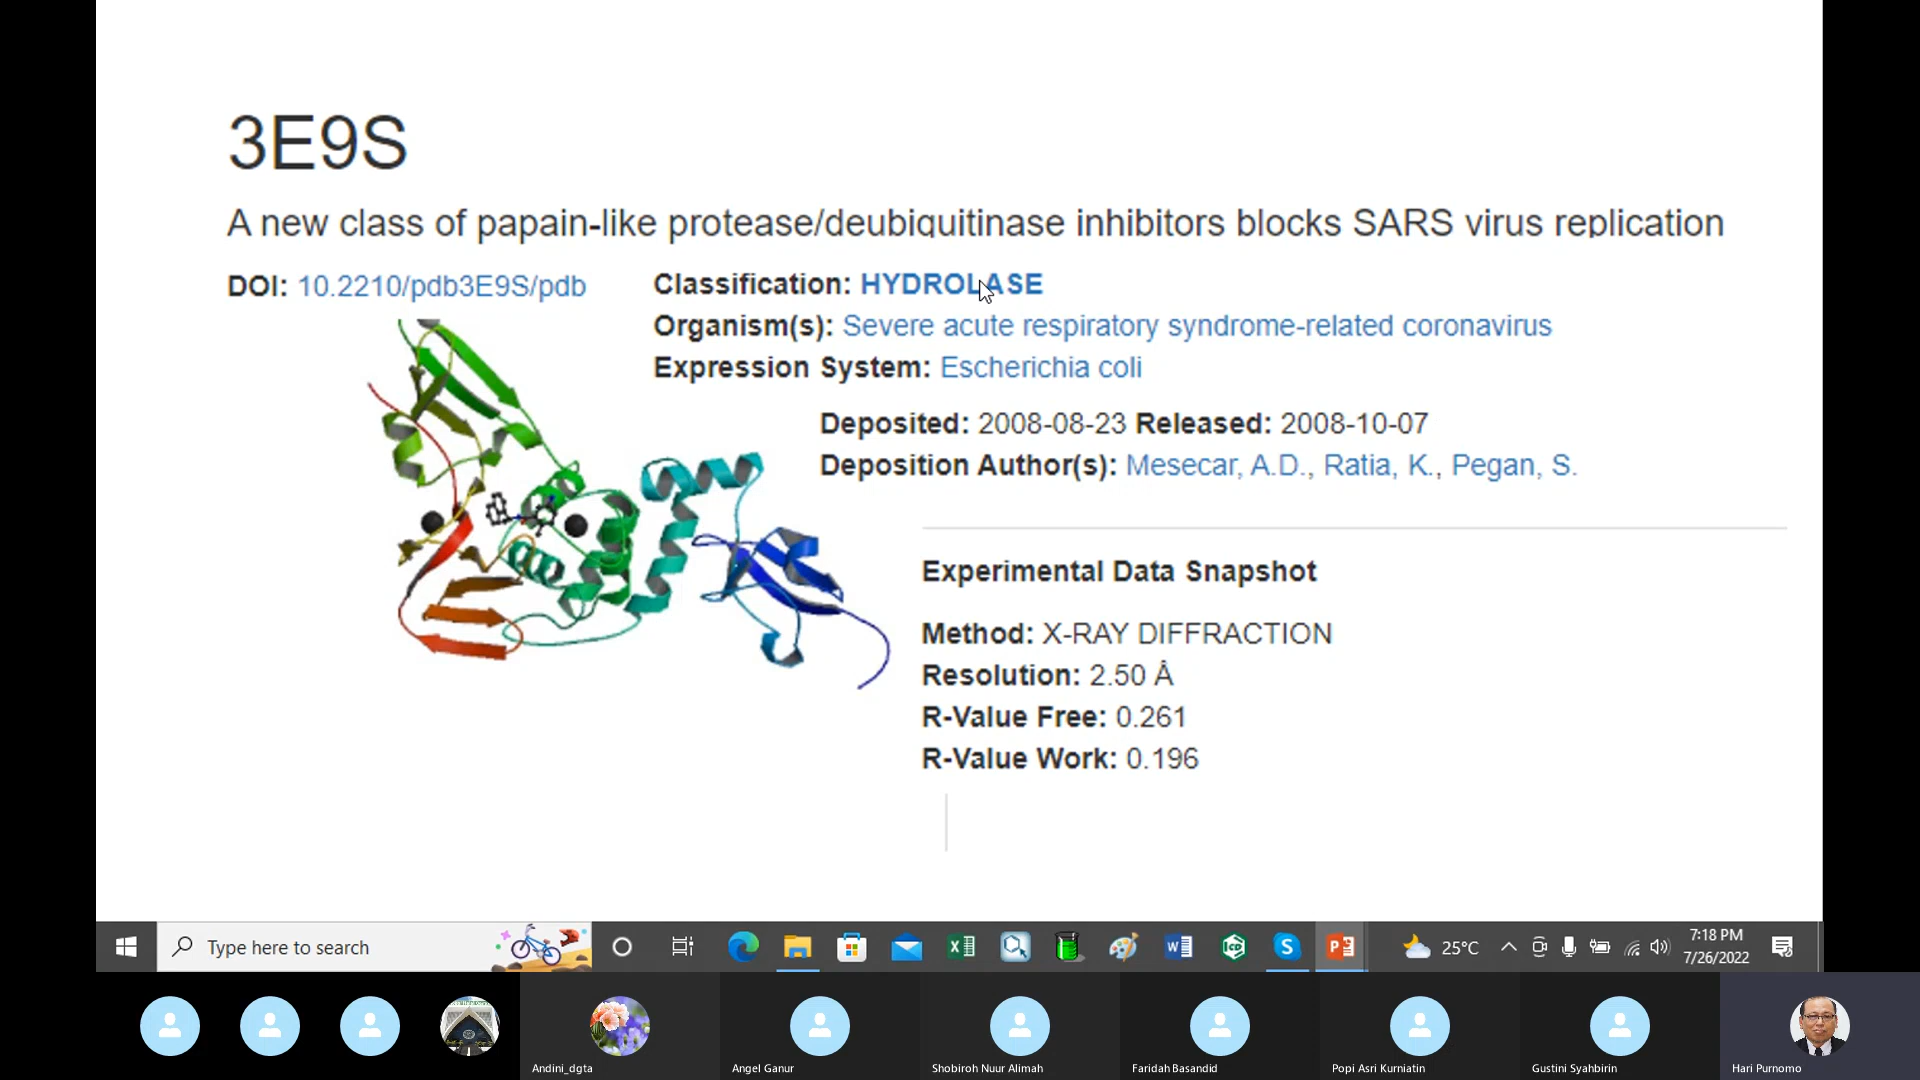 3E9S
A new class of papain-like protease/deubiquitinase inhibitors blocks SARS virus replication
DOI: 10.2210/pdb3E9S/pdb
Classification: HYDROLASE
Organism(s): Severe acute respiratory syndrome-related coronavirus
Expression System: Escherichia coli
Deposited: 2008-08-23 Released: 2008-10-07
Deposition Author(s): Mesecar, A.D., Ratia, K., Pegan, S.
Experimental Data Snapshot
Method: X-RAY DIFFRACTION
Resolution: 2.50 Å
R-Value Free: 0.261
R-Value Work: 0.196
Type here to search
25°C
7:18 PM
7/26/2022
Andini_dgta
Angel Ganur
Shobiroh Nuur Alimah
Faridah Basandid
Popi Asri Kurniatin
Gustini Syahbirin
Hari Purnomo